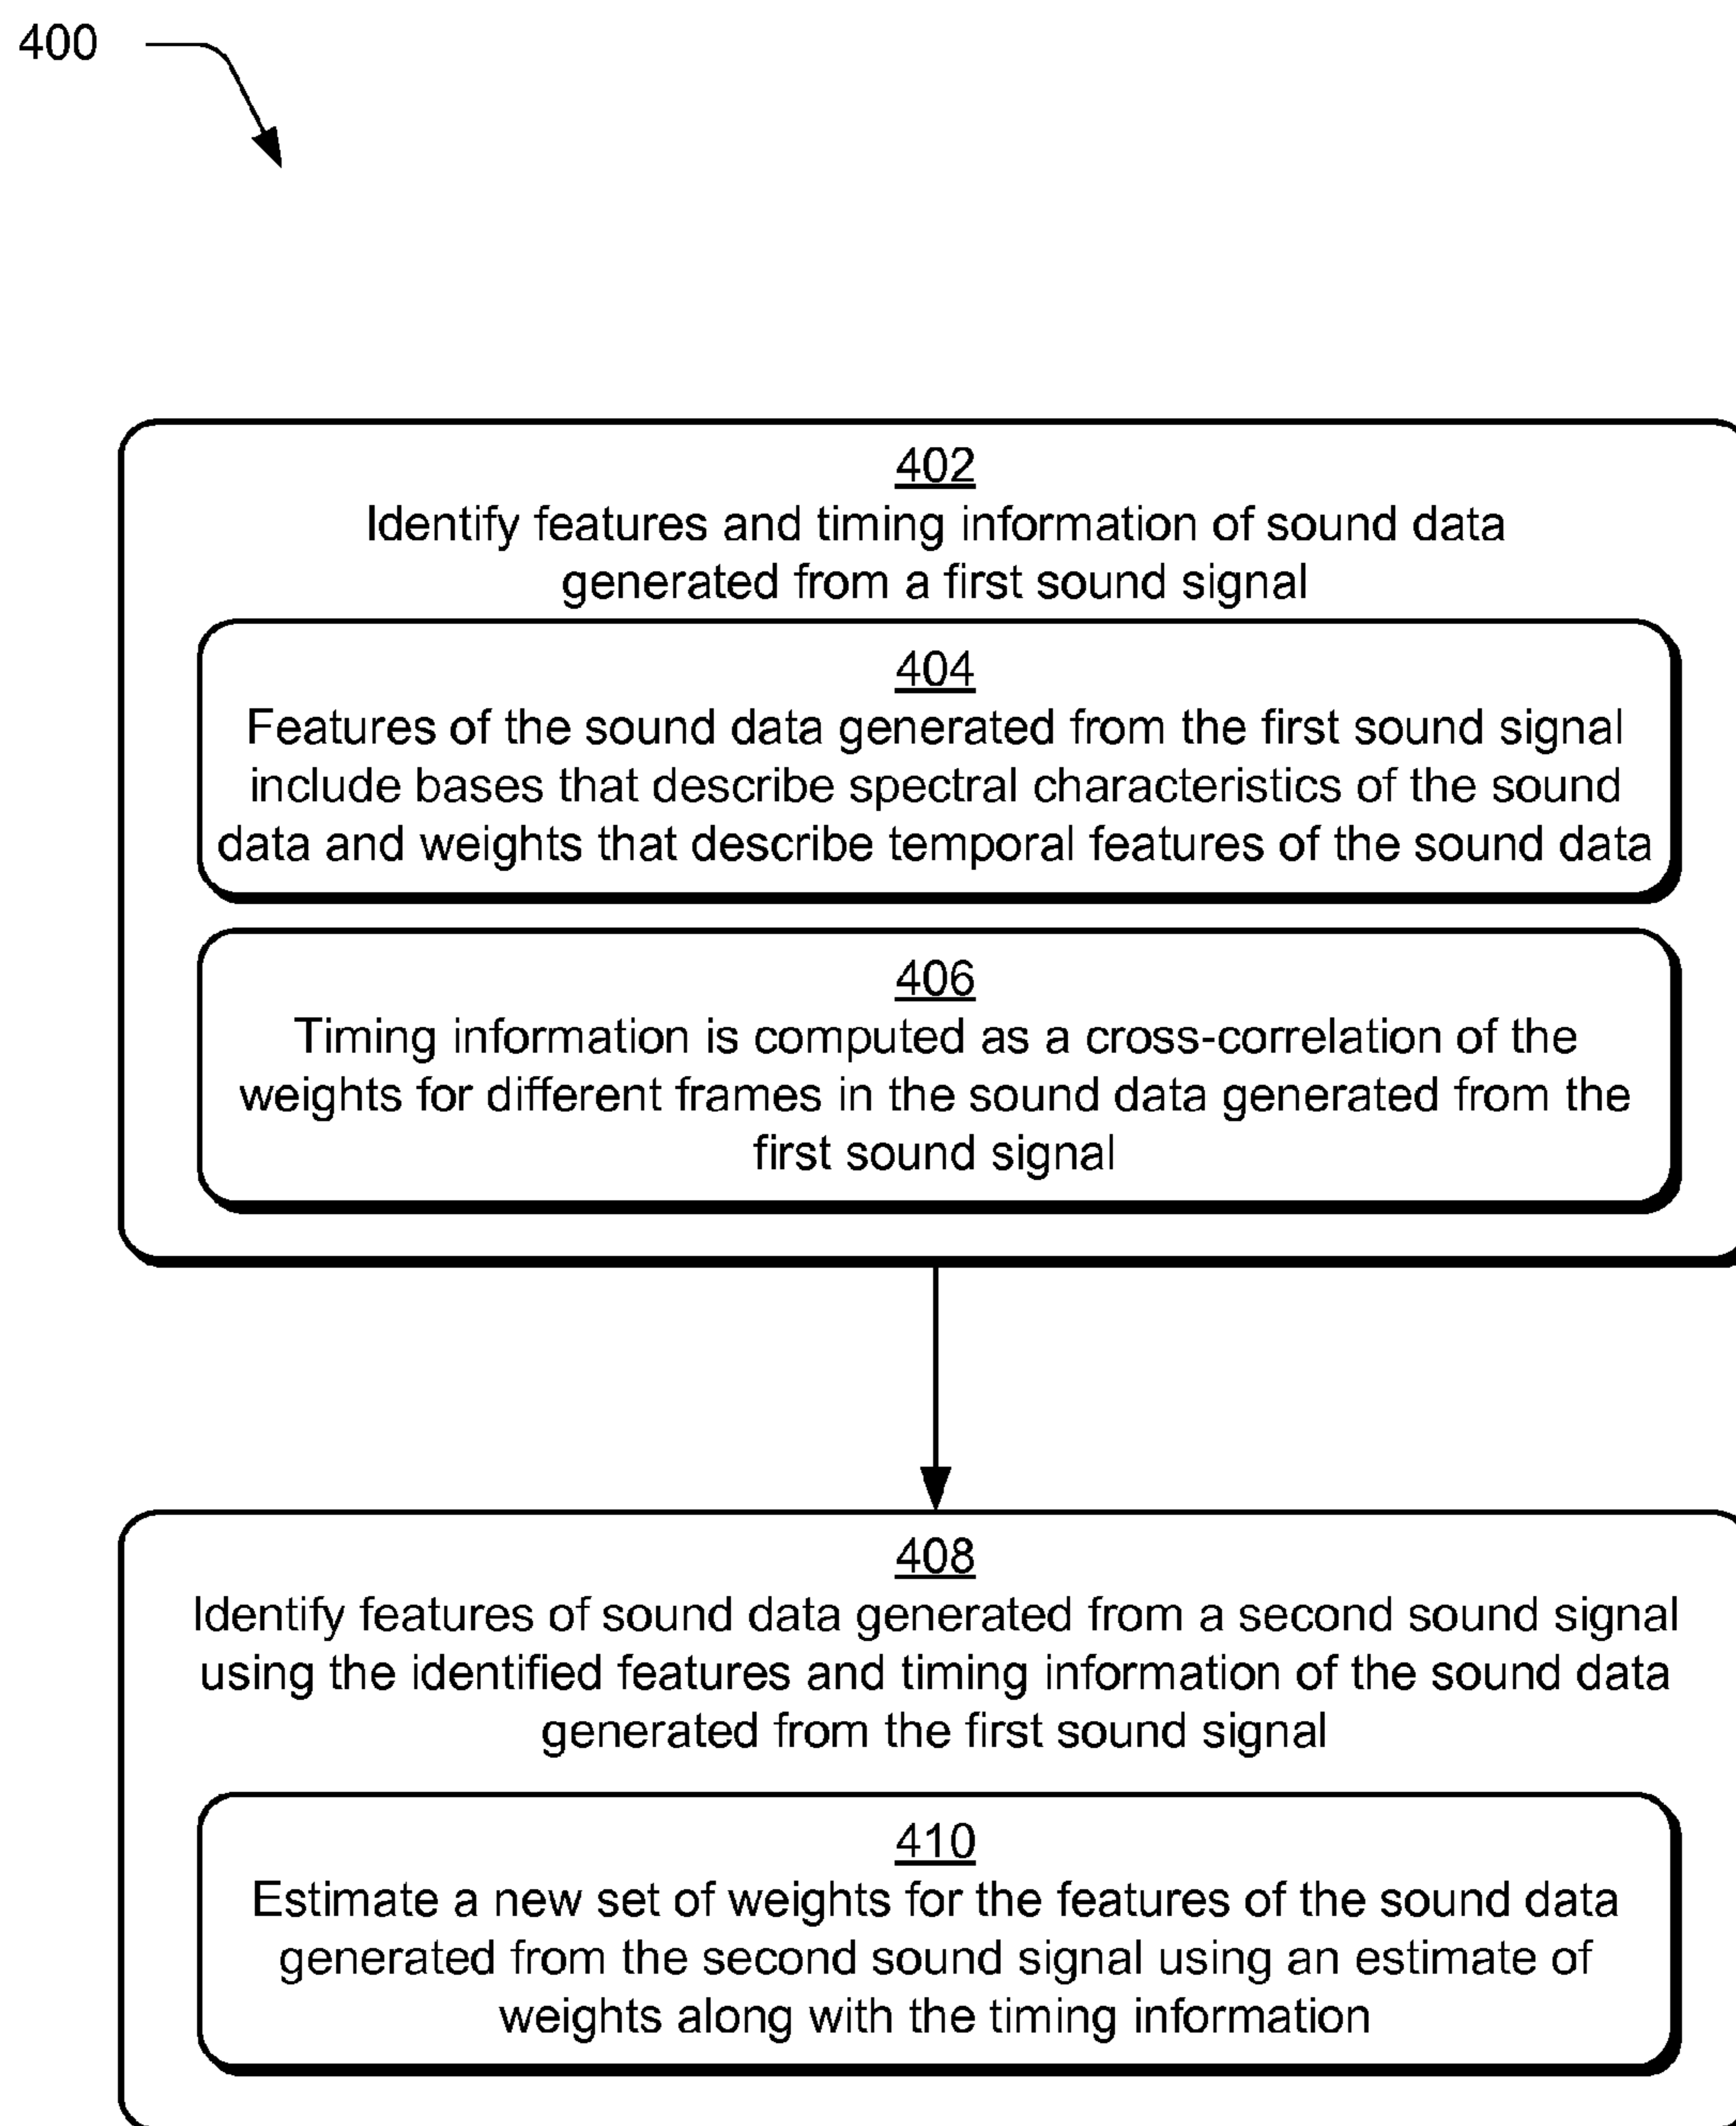 400
402
Identify features and timing information of sound data
generated from a first sound signal
404
Features of the sound data generated from the first sound signal
include bases that describe spectral characteristics of the sound
data and weights that describe temporal features of the sound data
406
Timing information is computed as a cross-correlation of the
weights for different frames in the sound data generated from the
first sound signal
408
Identify features of sound data generated from a second sound signal
using the identified features and timing information of the sound data
generated from the first sound signal
410
Estimate a new set of weights for the features of the sound data
generated from the second sound signal using an estimate of
weights along with the timing information